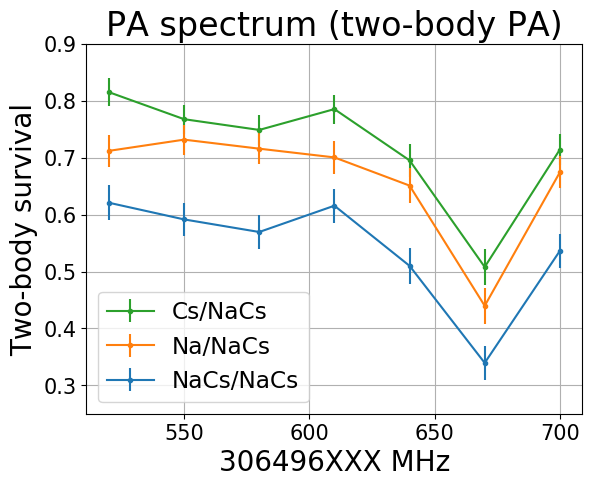 PA spectrum (two-body PA)
Two-body survival
0.9
0.8
0.7
0.6
0.5
0.4
0.3
Cs/NaCs
Na/NaCs
NaCs/NaCs
550
600
650
700
306496XXX MHz